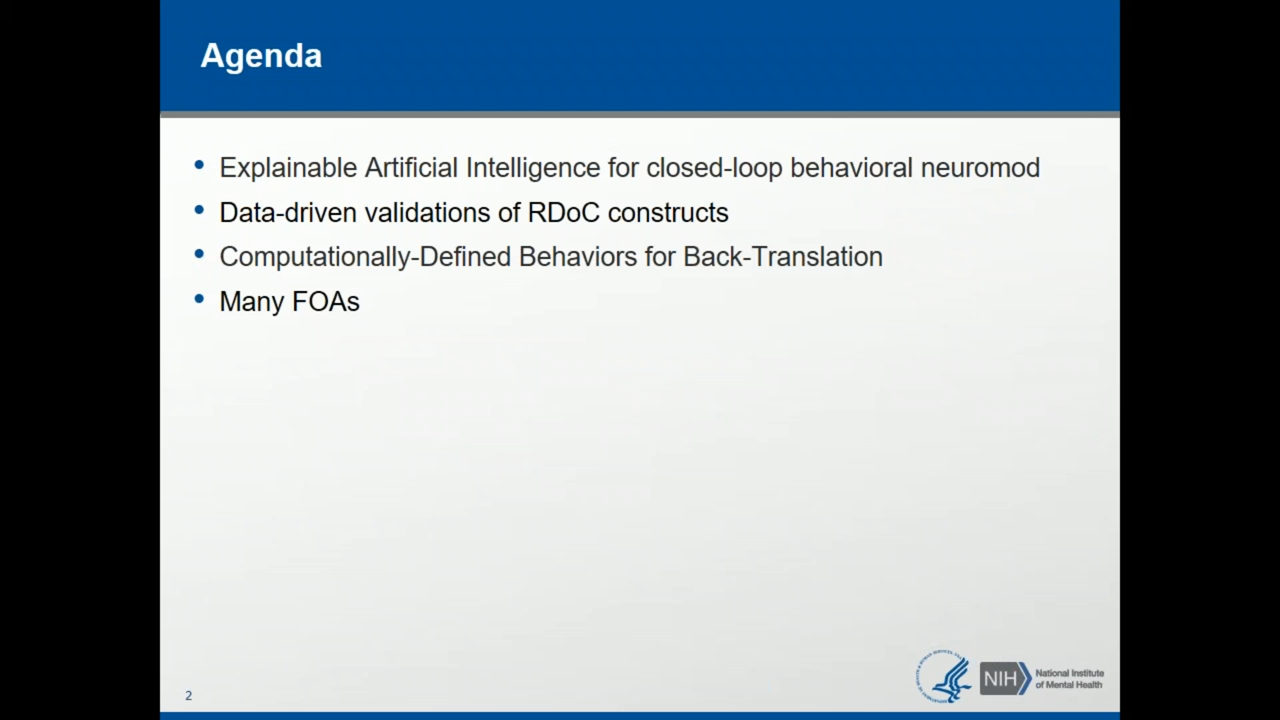 Agenda
• Explainable Artificial Intelligence for closed-loop behavioral neuromod
• Data-driven validations of RDoC constructs
• Computationally-Defined Behaviors for Back-Translation
• Many FOAs
2
NIH
National Institute
of Mental Health